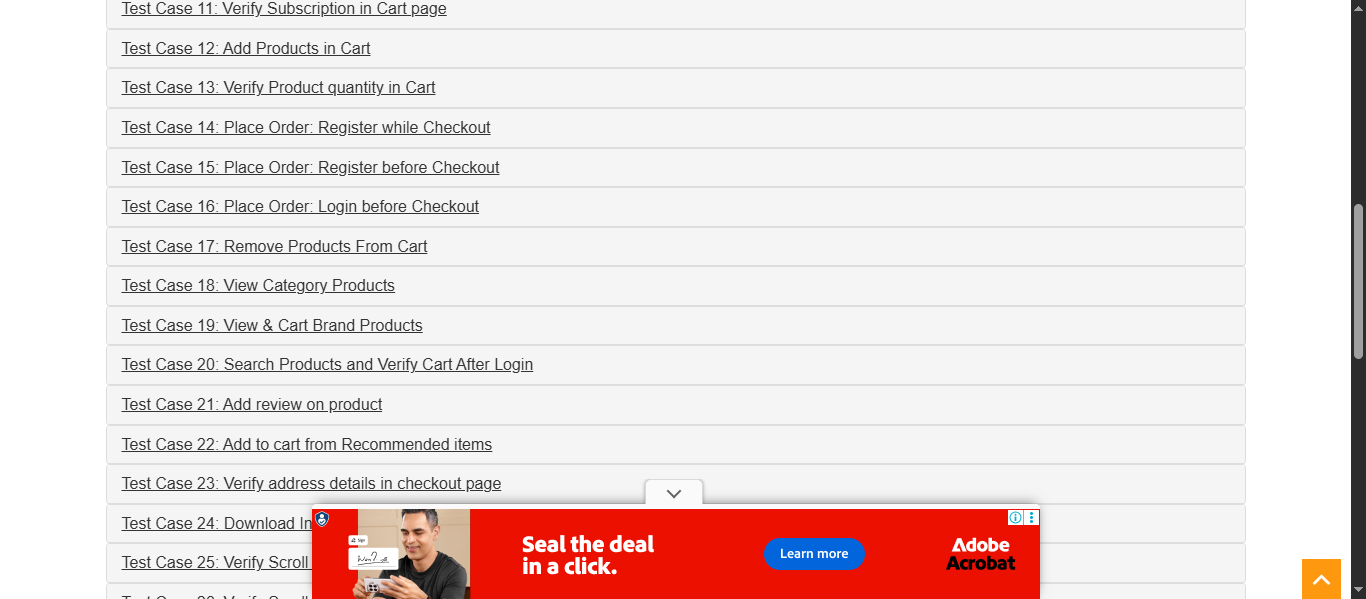 Test Case 11: Verify Subscription in Cart page
Test Case 12: Add Products in Cart
Test Case 13: Verify Product quantity in Cart
Test Case 14: Place Order: Register while Checkout
Test Case 15: Place Order: Register before Checkout
Test Case 16: Place Order: Login before Checkout
Test Case 17: Remove Products From Cart
Test Case 18: View Category Products
Test Case 19: View & Cart Brand Products
Test Case 20: Search Products and Verify Cart After Login
Test Case 21: Add review on product
Test Case 22: Add to cart from Recommended items
Test Case 23: Verify address details in checkout page
Test Case 24: Download In
Test Case 25: Verify Scroll
Seal the deal
in a click.
Learn more
Adobe
Acrobat